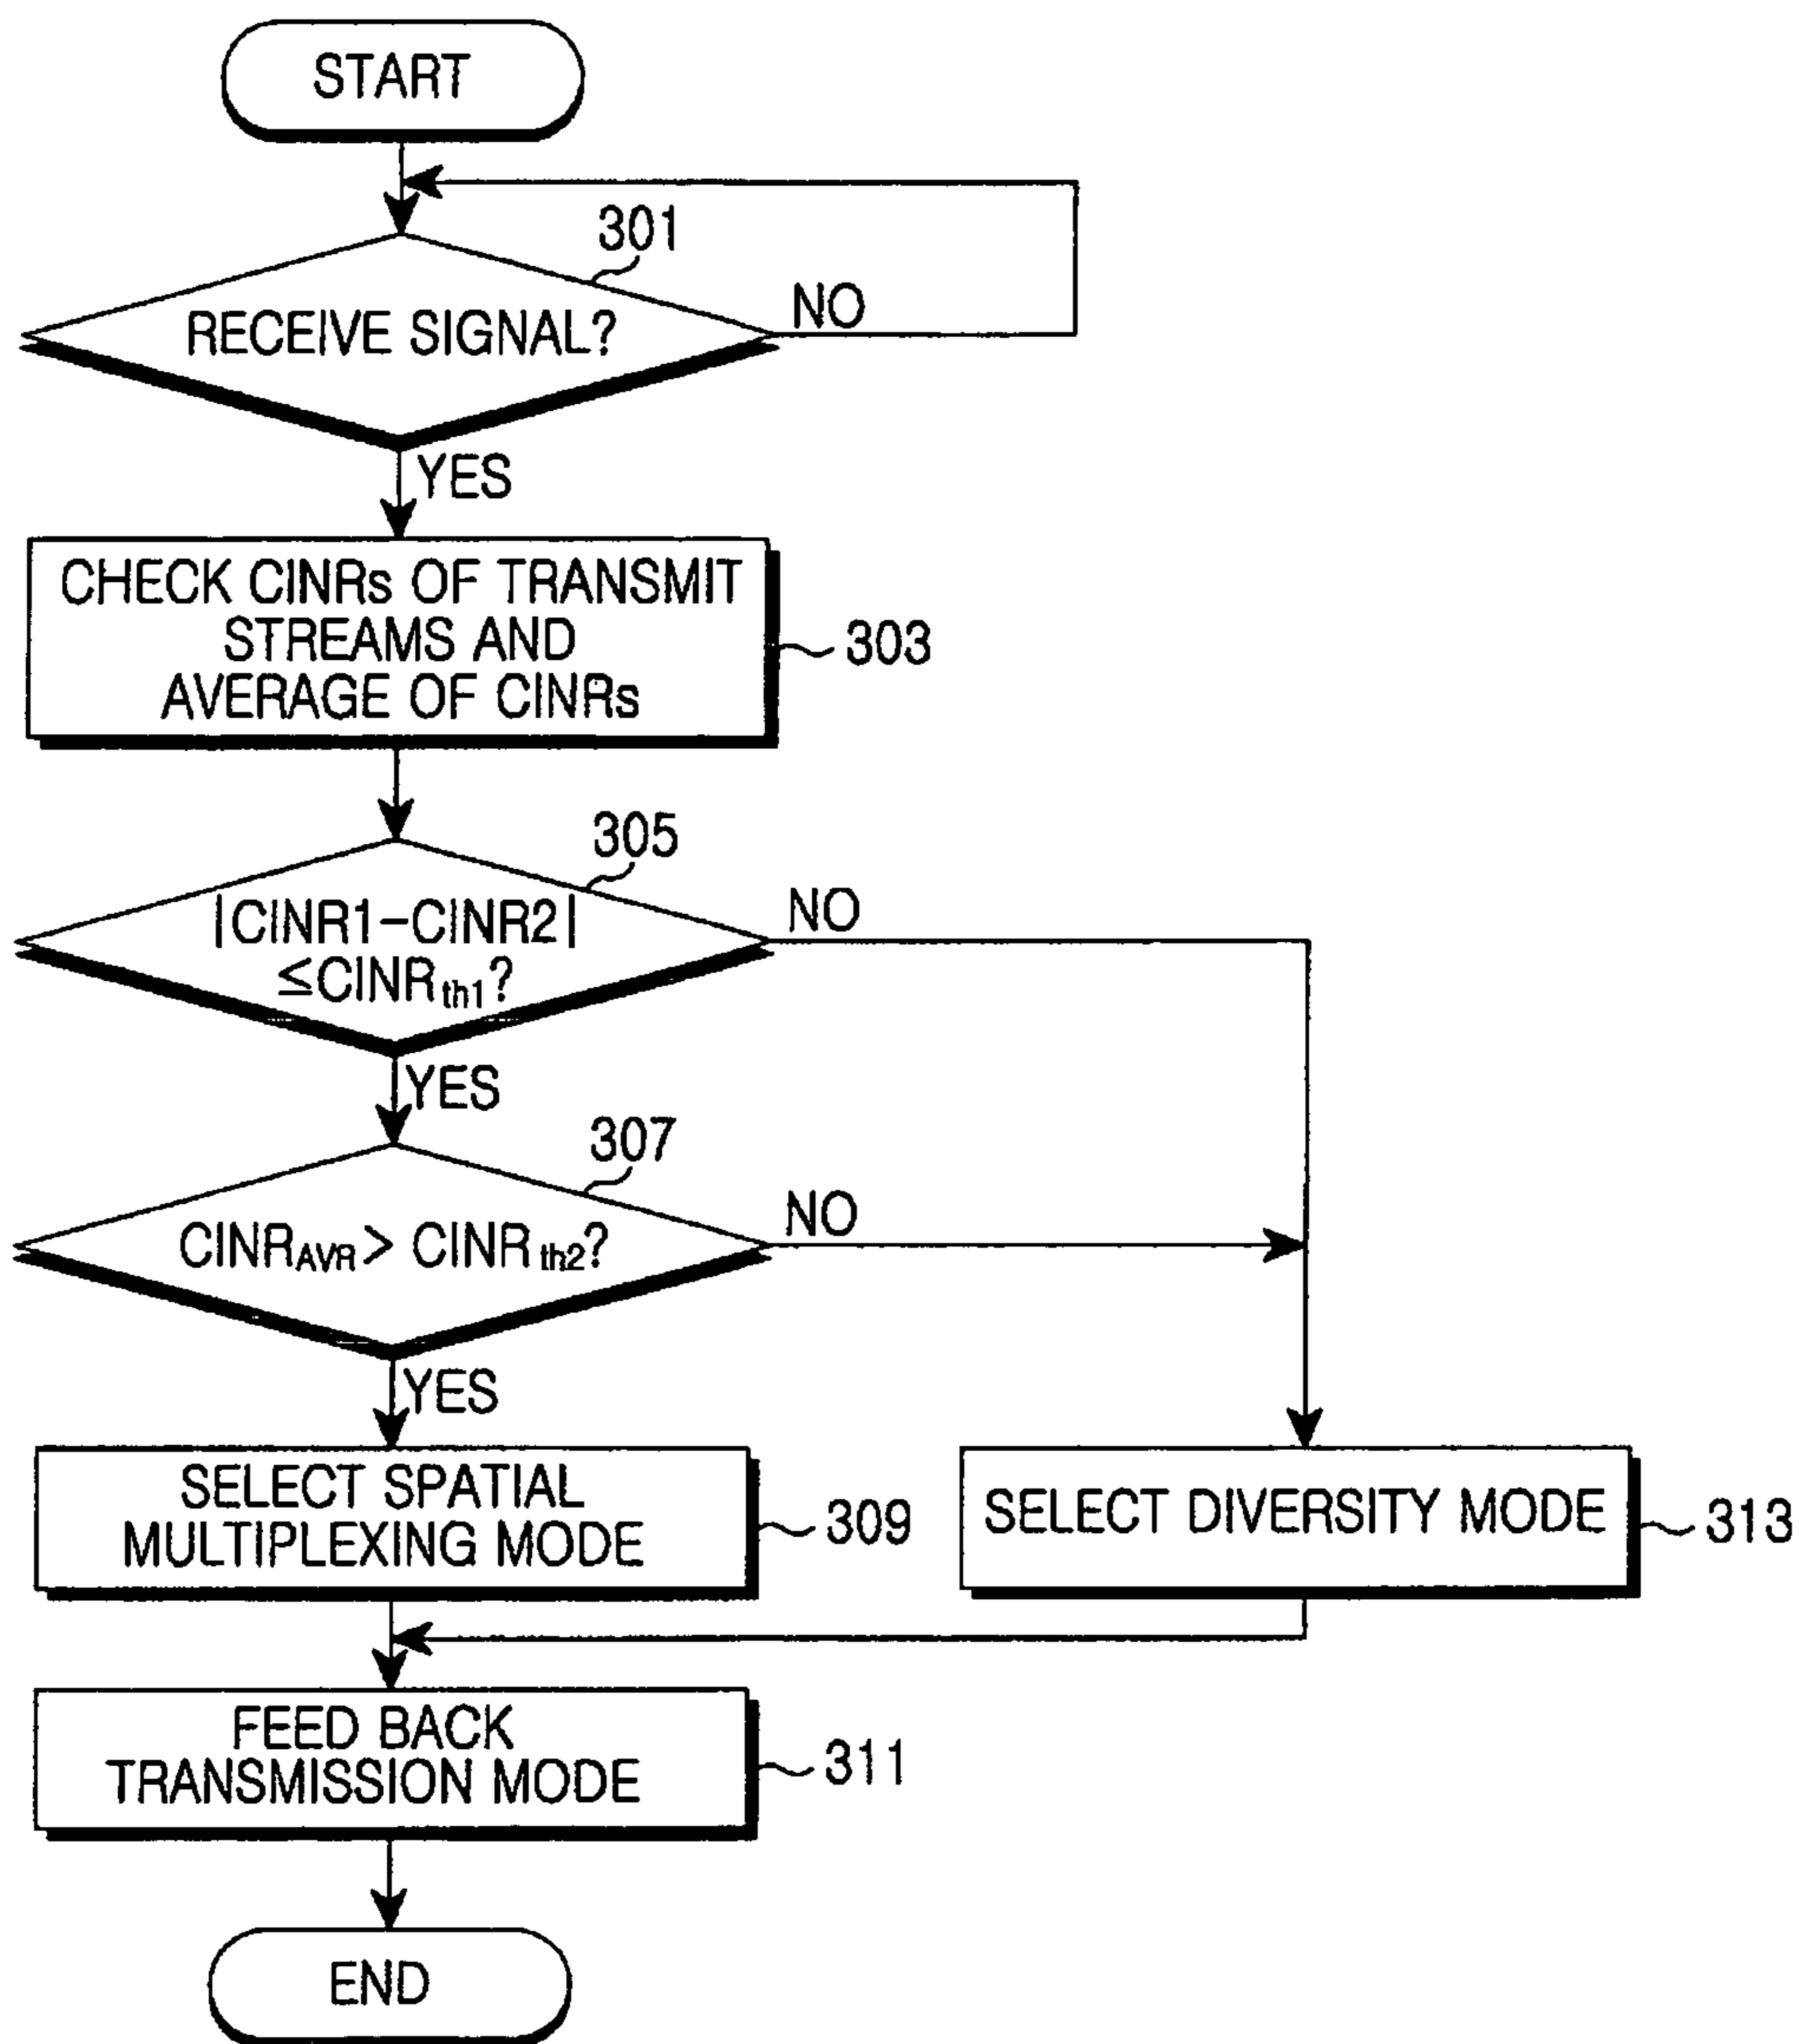 START
301
RECEIVE SIGNAL?
NO
YES
CHECK CINRs OF TRANSMIT
STREAMS AND
AVERAGE OF CINRs
303
305
|CINR1-CINR2|
≤CINRth1?
NO
YES
307
CINRAVR> CINRth2?
NO
YES
SELECT SPATIAL
MULTIPLEXING MODE
309
SELECT DIVERSITY MODE
313
FEED BACK
TRANSMISSION MODE
311
END